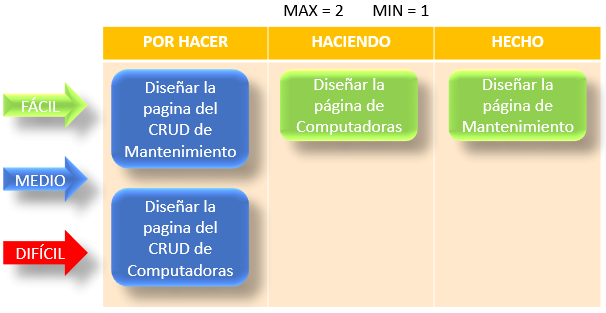 MAX = 2 MIN = 1
POR HACER HACIENDO HECHO
FÁCIL
MEDIO
DIFÍCIL
Diseñar la
pagina del
CRUD de
Mantenimiento
Diseñar la
pagina del
CRUD de
Computadoras
Diseñar la
página de
Computadoras
Diseñar la
página de
Mantenimiento